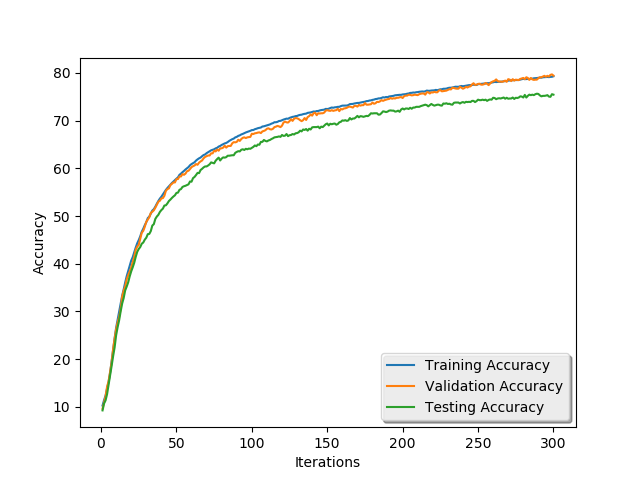 80
70
60
50
40
30
20
10
Accuracy
0 50 100 150 200 250 300
Iterations
Training Accuracy
Validation Accuracy
Testing Accuracy